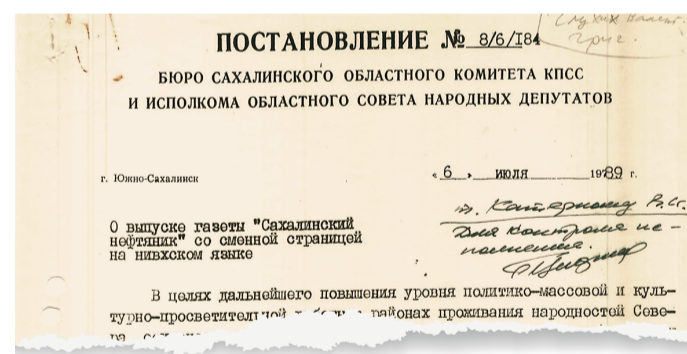 ПОСТАНОВЛЕНИЕ № 8/6/I84
БЮРО САХАЛИНСКОГО ОБЛАСТНОГО КОМИТЕТА КПСС
И ИСПОЛКОМА ОБЛАСТНОГО СОВЕТА НАРОДНЫХ ДЕПУТАТОВ
г. Южно-Сахалинск
« 6 » июля 1989 г.
Для контроля ис-
полнения.
О выпуске газеты "Сахалинский
нефтяник" со сменной страницей
на нивхском языке
В целях дальнейшего повышения уровня политико-массовой и куль-
турно-просветительной районах проживания народностей Сове-